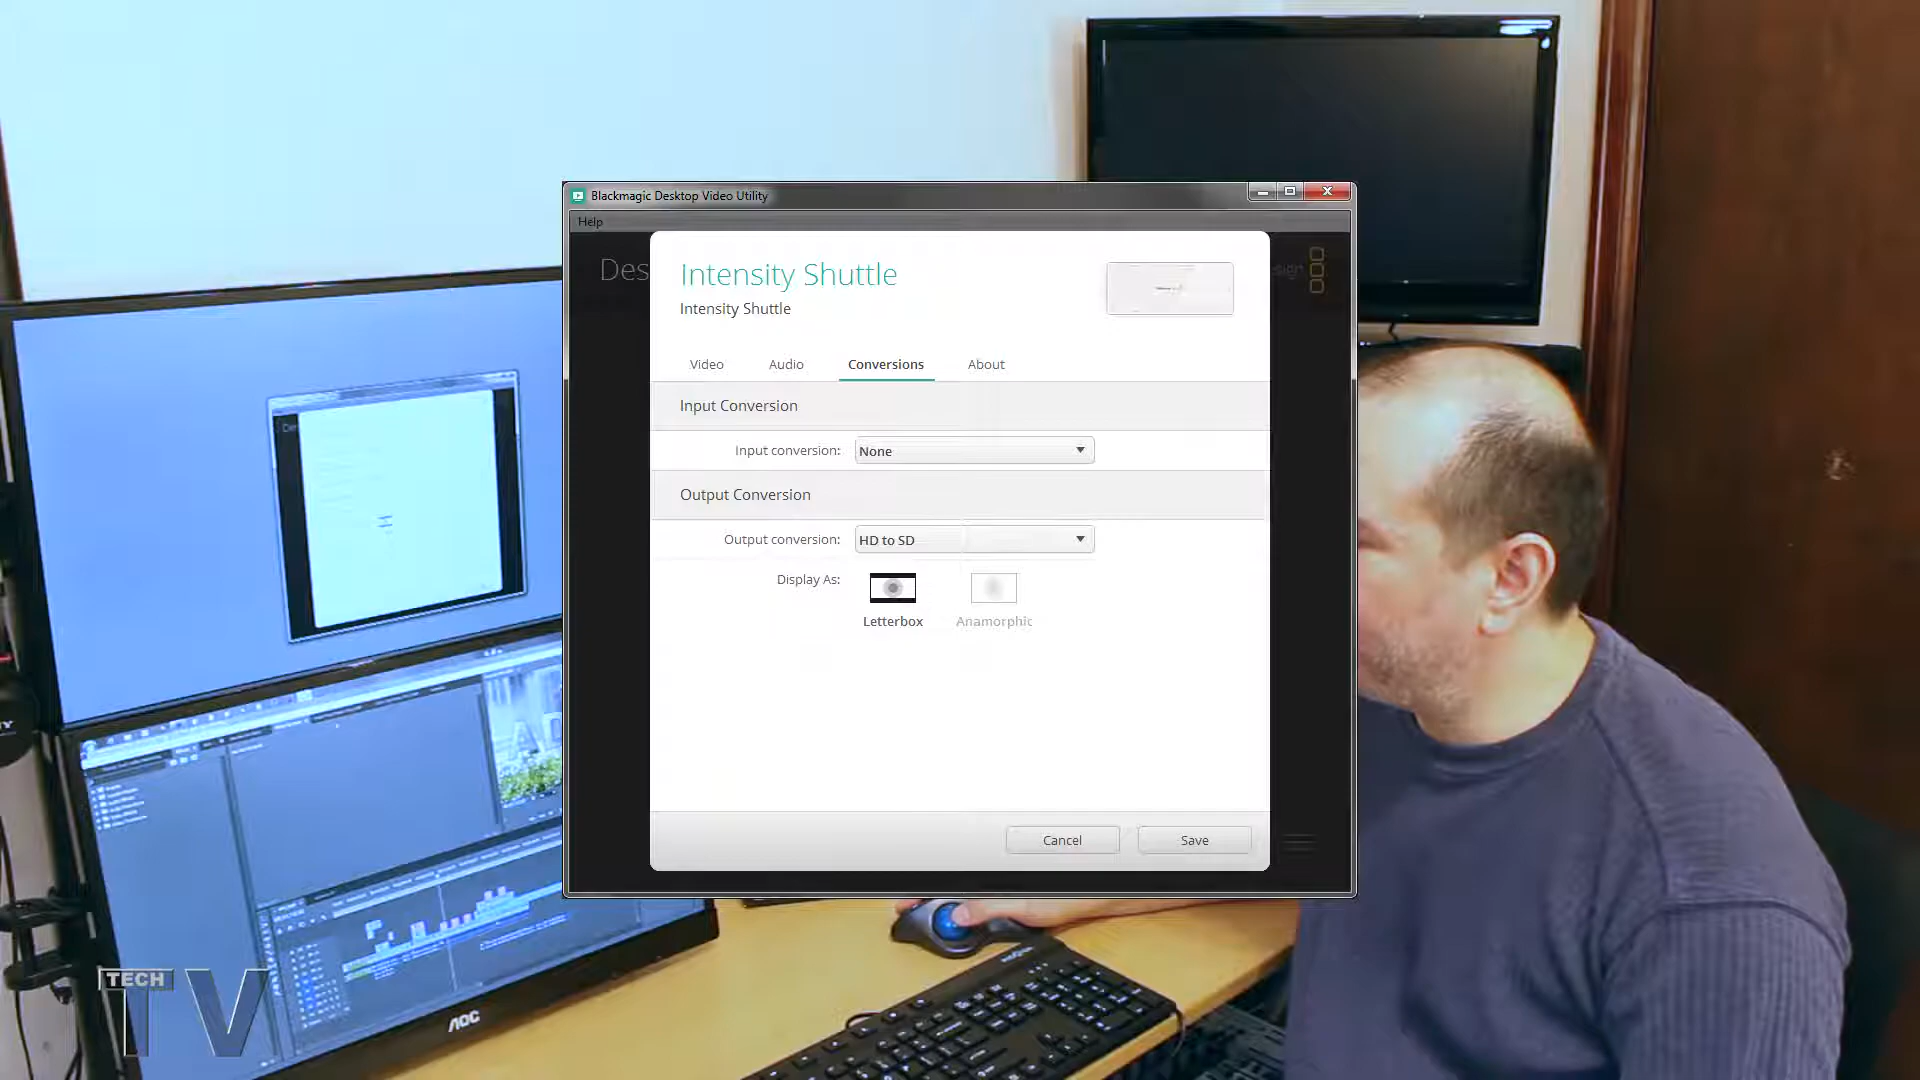 Blackmagic Desktop Video Utility
Help
Des
sign
Intensity Shuttle
Intensity Shuttle
Video Audio Conversions About
Input Conversion
Input conversion: None
Output Conversion
Output conversion: HD to SD
Display As:
Letterbox Anamorphic
Cancel Save
TECH
TV
AOC